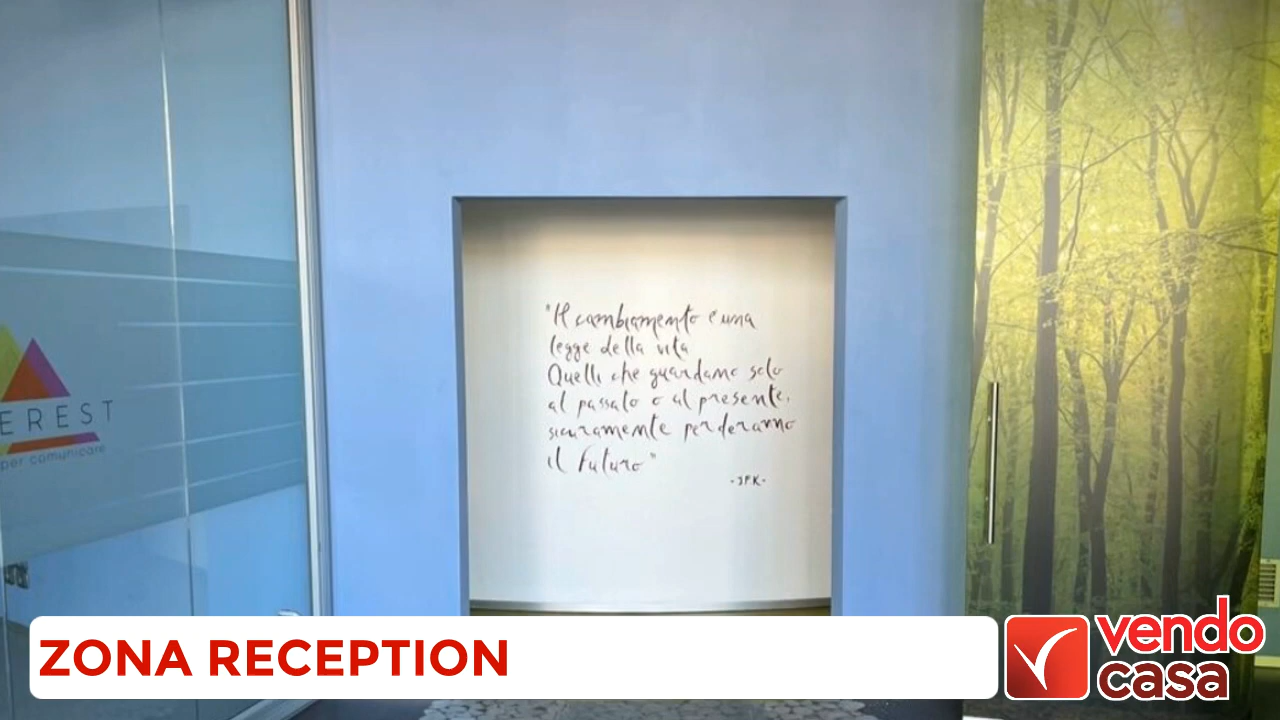 "Il cambiamento è una
legge della vita
Quelli che guardano solo
al passato o al presente,
sicuramente perderanno
il futuro"
-JFK-
EREST
per comunicare
ZONA RECEPTION
vendo
casa